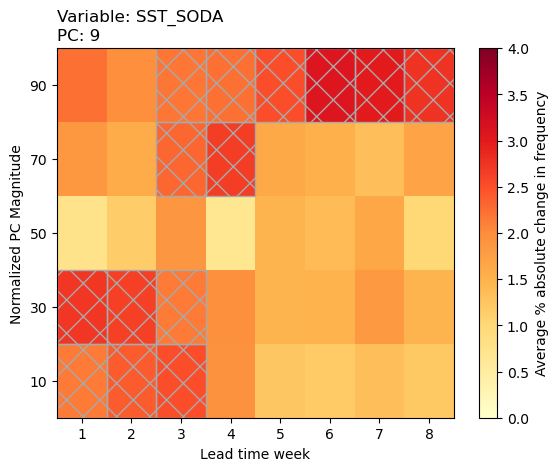 Variable: SST_SODA
PC: 9
90
70
50
30
10
Normalized PC Magnitude
1 2 3 4 5 6 7 8
Lead time week
4.0
3.5
3.0
2.5
2.0
1.5
1.0
0.5
0.0
Average % absolute change in frequency